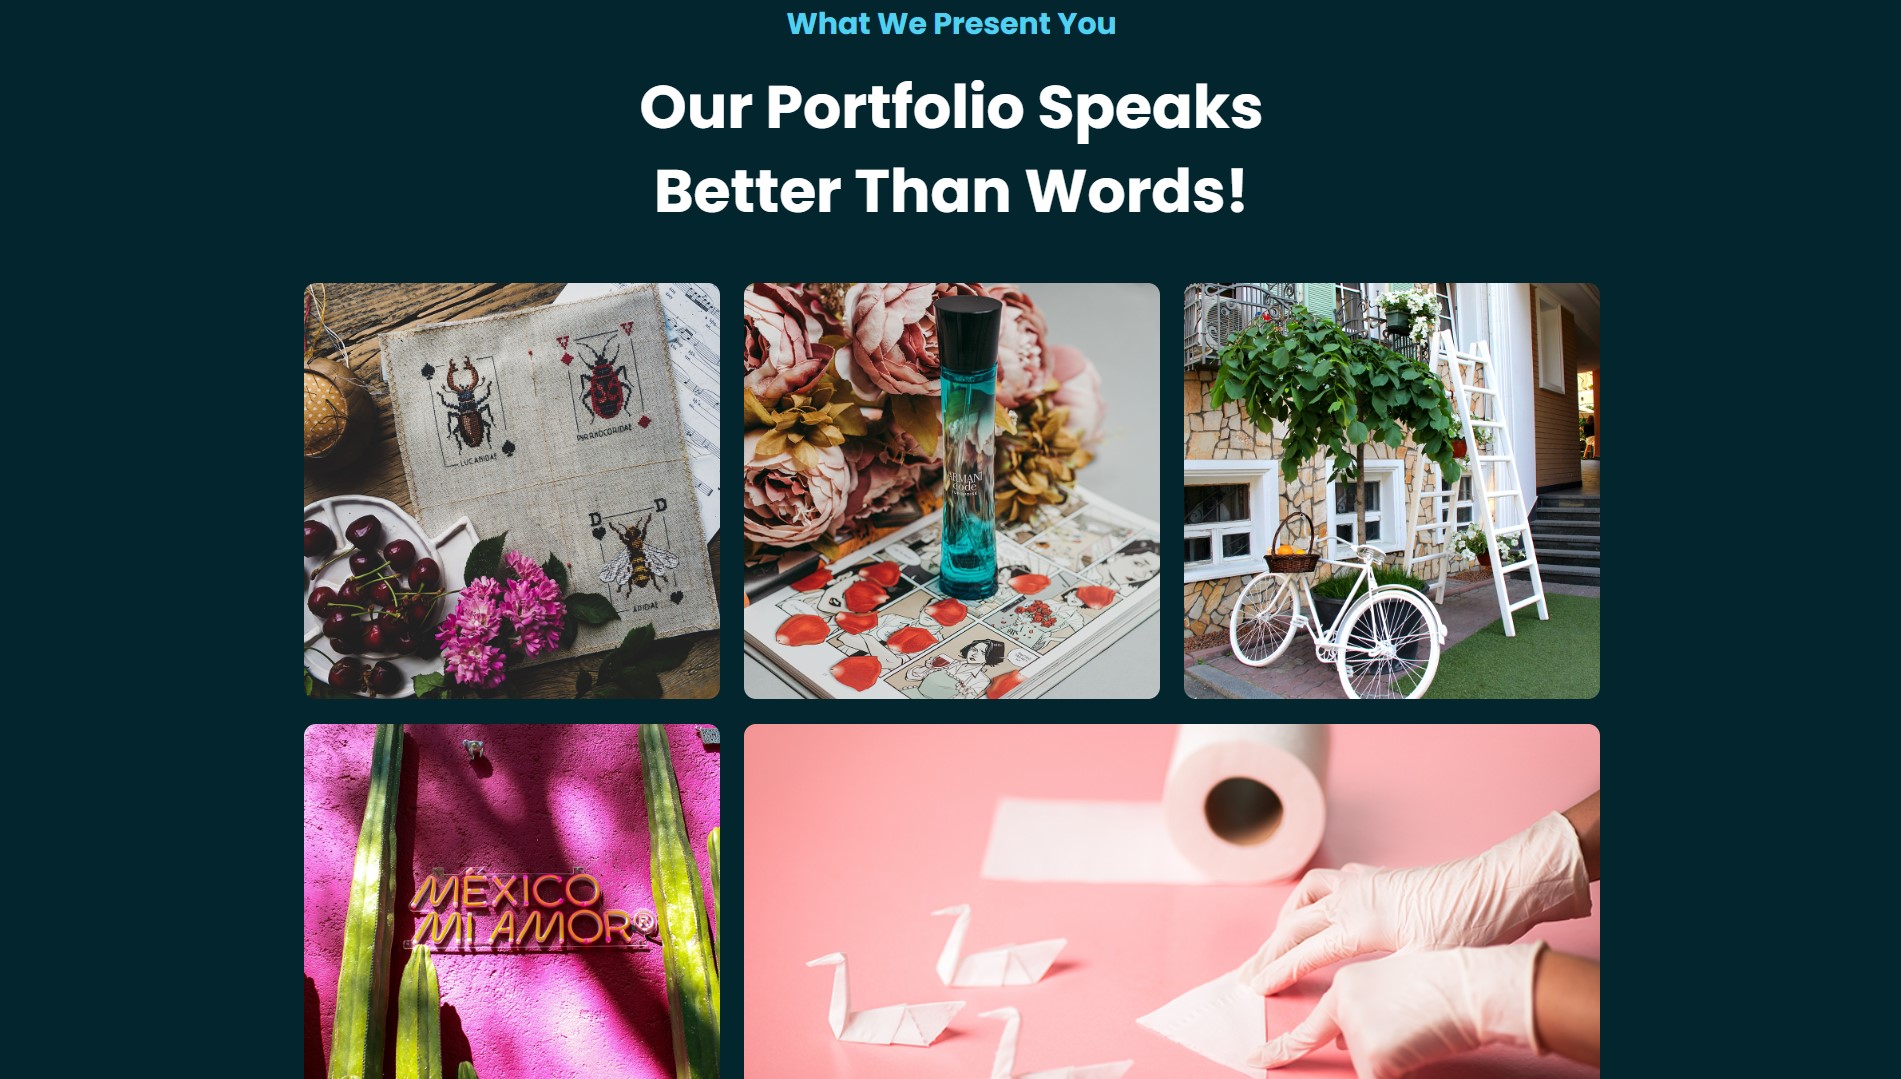 What We Present You
Our Portfolio Speaks
Better Than Words!
LUCANIDAE
PYRRHOCORIDAE
D
D
APIDAE
ARMANI
code
MÉXICO
MI AMOR®